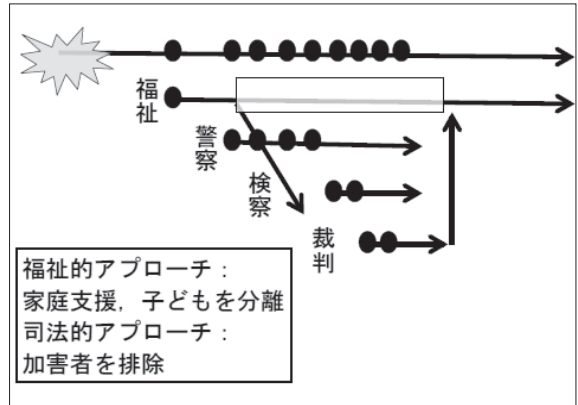 福祉
警察
検察
裁判
福祉的アプローチ：
家庭支援，子どもを分離
司法的アプローチ：
加害者を排除